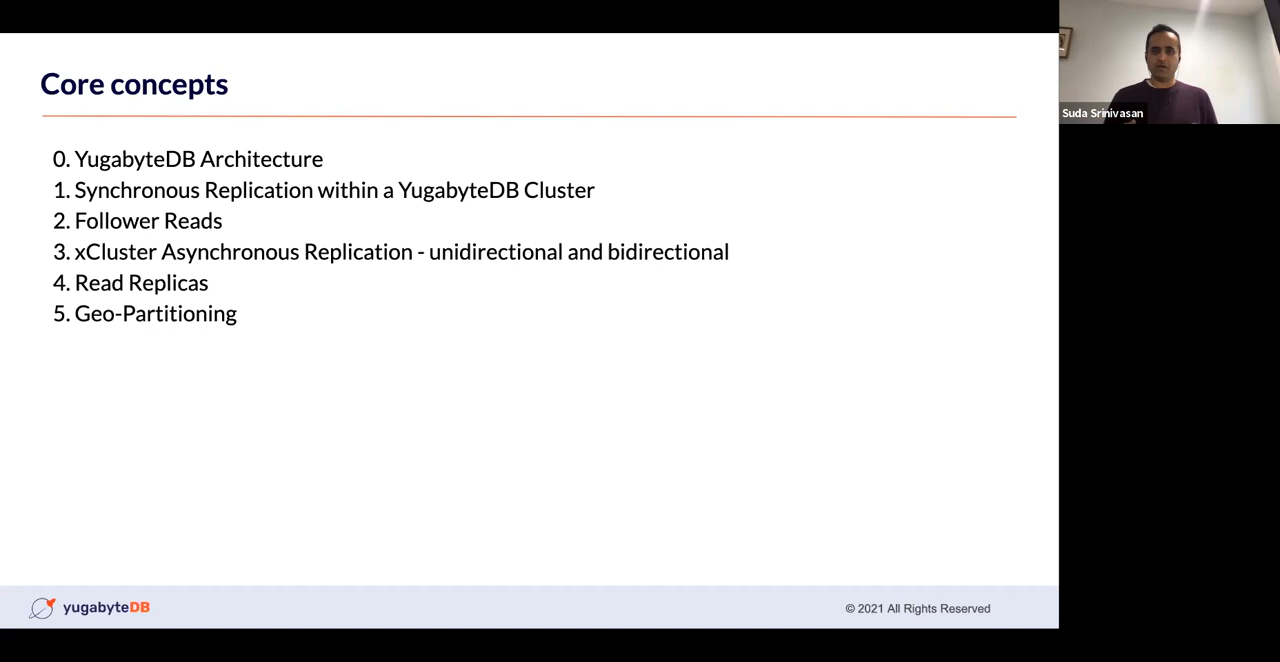 Core concepts
0. YugabyteDB Architecture
1. Synchronous Replication within a YugabyteDB Cluster
2. Follower Reads
3. xCluster Asynchronous Replication - unidirectional and bidirectional
4. Read Replicas
5. Geo-Partitioning
yugabyteDB
© 2021 All Rights Reserved
Suda Srinivasan